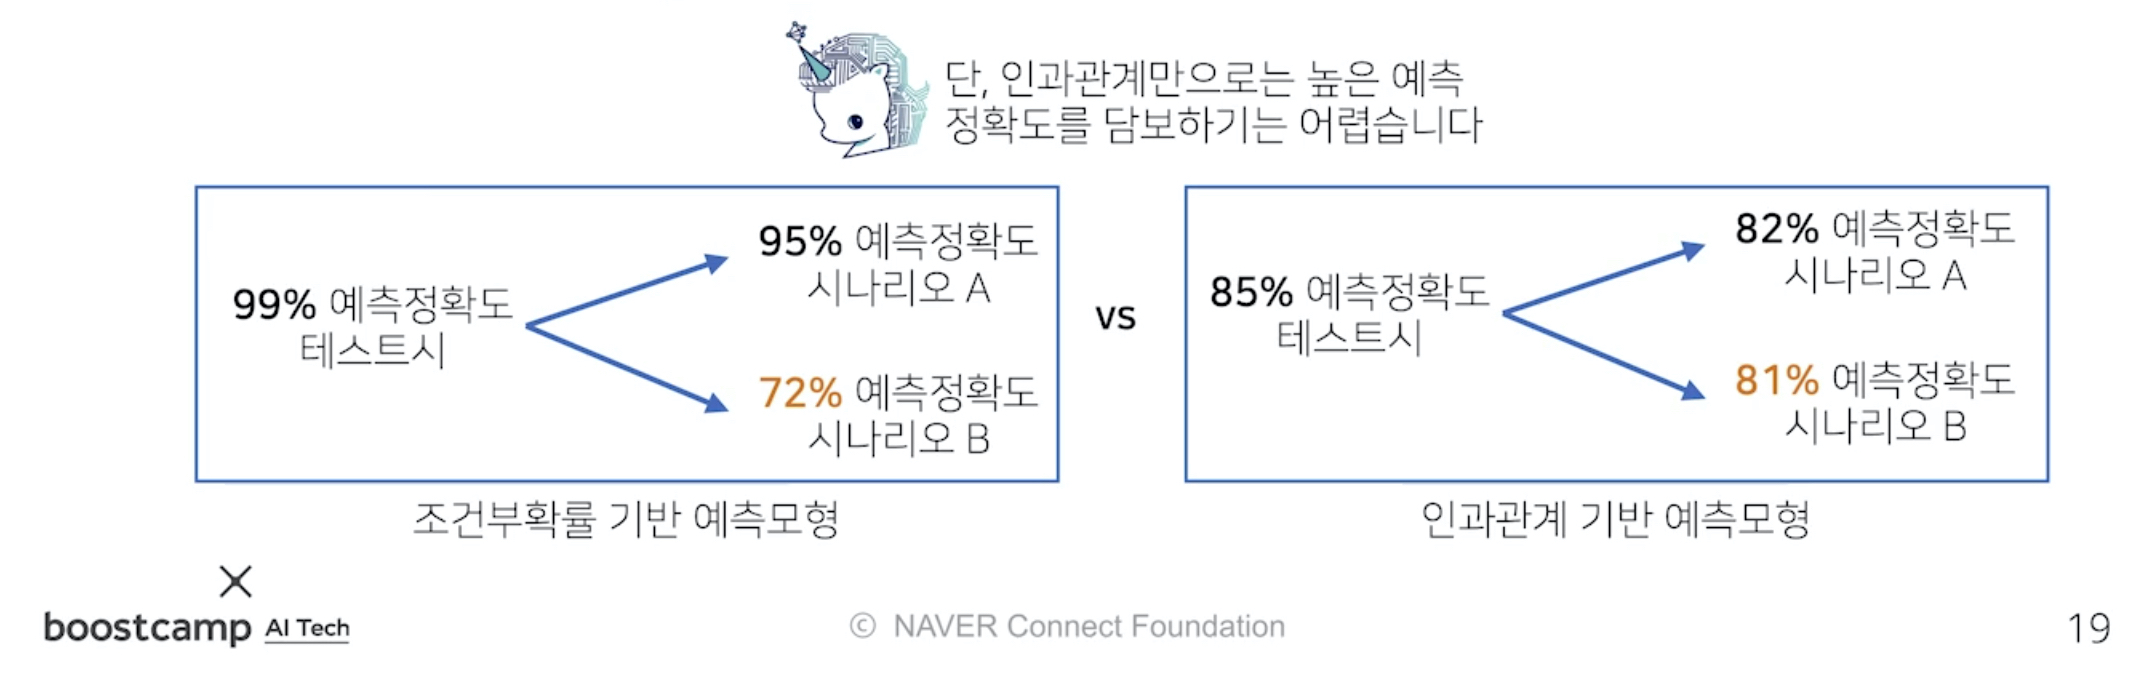 단, 인과관계만으로는 높은 예측
정확도를 담보하기는 어렵습니다
99% 예측정확도
테스트시
95% 예측정확도
시나리오 A
72% 예측정확도
시나리오 B
조건부확률 기반 예측모형
vs
85% 예측정확도
테스트시
82% 예측정확도
시나리오 A
81% 예측정확도
시나리오 B
인과관계 기반 예측모형
boostcamp AI Tech
© NAVER Connect Foundation
19